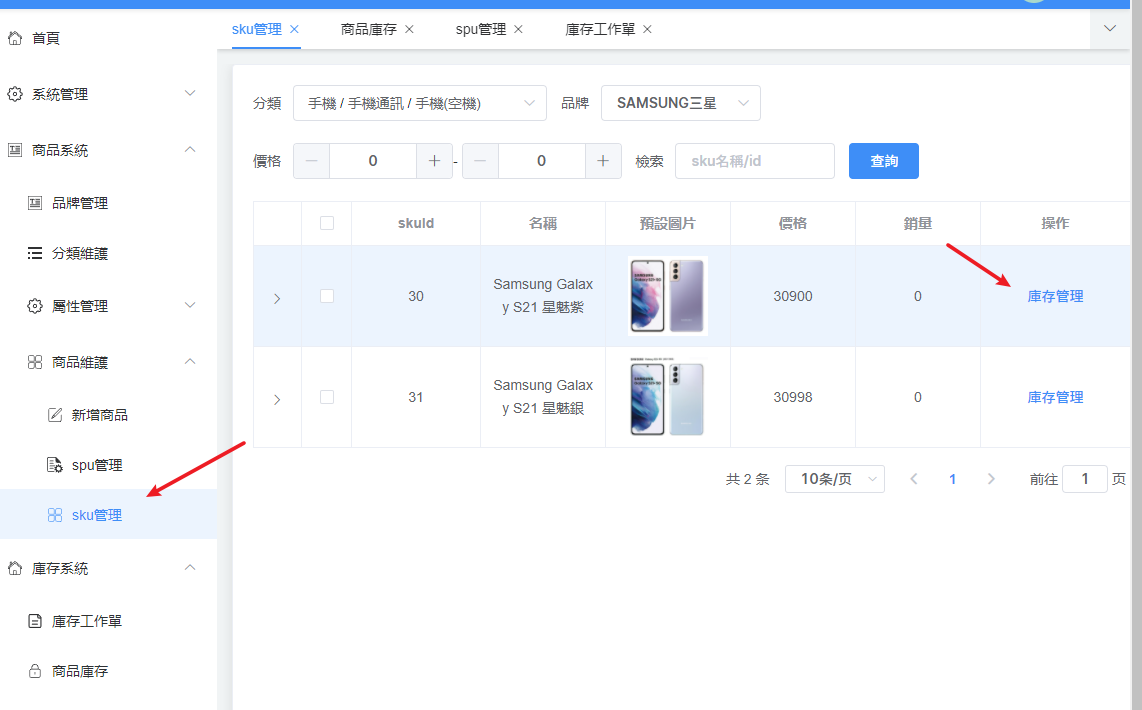 sku管理 × 商品庫存 × spu管理 × 庫存工作單 ×
首頁
系統管理
商品系統
品牌管理
分類維護
屬性管理
商品維護
新增商品
spu管理
sku管理
庫存系統
庫存工作單
商品庫存
分類 手機 / 手機通訊 / 手機(空機) 品牌 SAMSUNG三星
價格 — 0 + - — 0 + 檢索 sku名稱/id 查詢
skuId 名稱 預設圖片 價格 銷量 操作
30 Samsung Galax
y S21 星魅紫 30900 0 庫存管理
31 Samsung Galax
y S21 星魅銀 30998 0 庫存管理
共 2 条 10条/页 < 1 > 前往 1 页